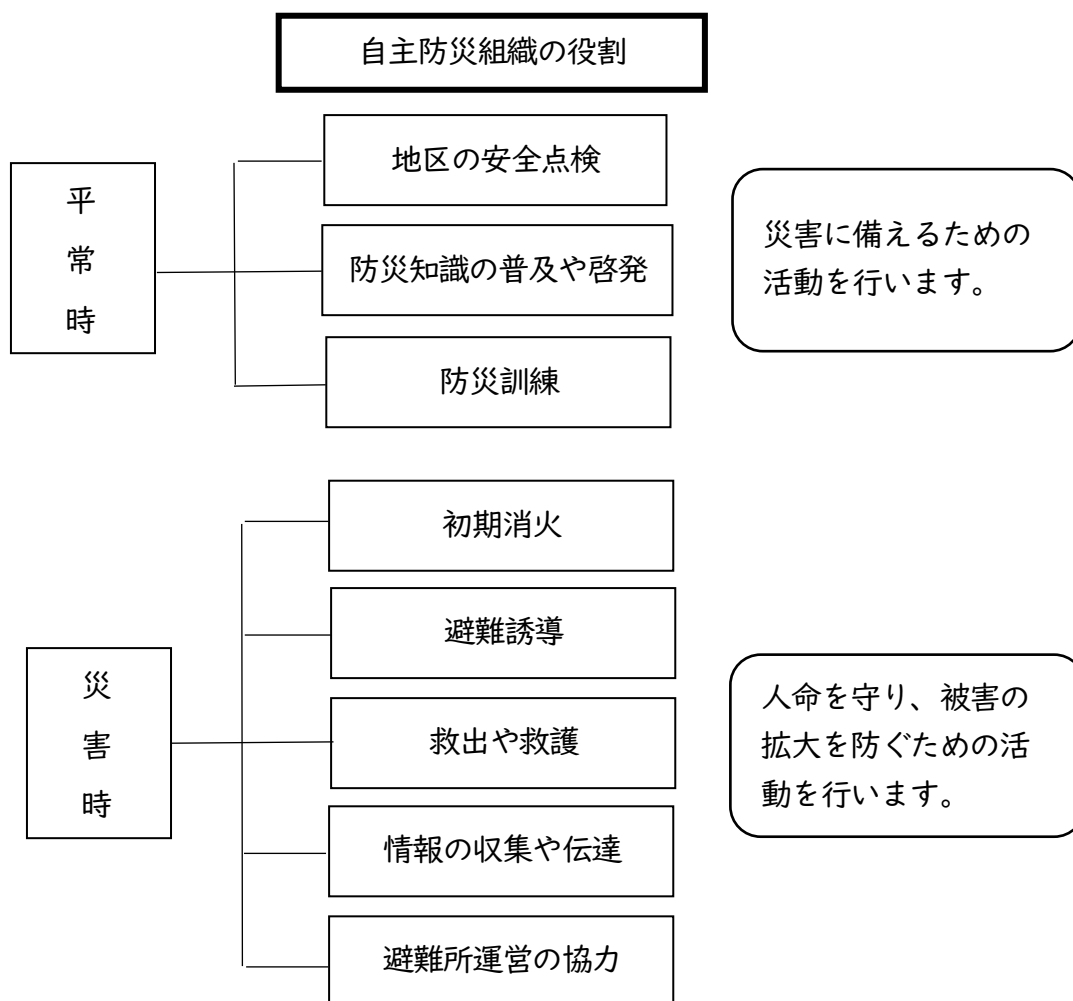 自主防災組織の役割
平常時
地区の安全点検
防災知識の普及や啓発
防災訓練
災害に備えるための
活動を行います。
災害時
初期消火
避難誘導
救出や救護
情報の収集や伝達
避難所運営の協力
人命を守り、被害の
拡大を防ぐための活
動を行います。